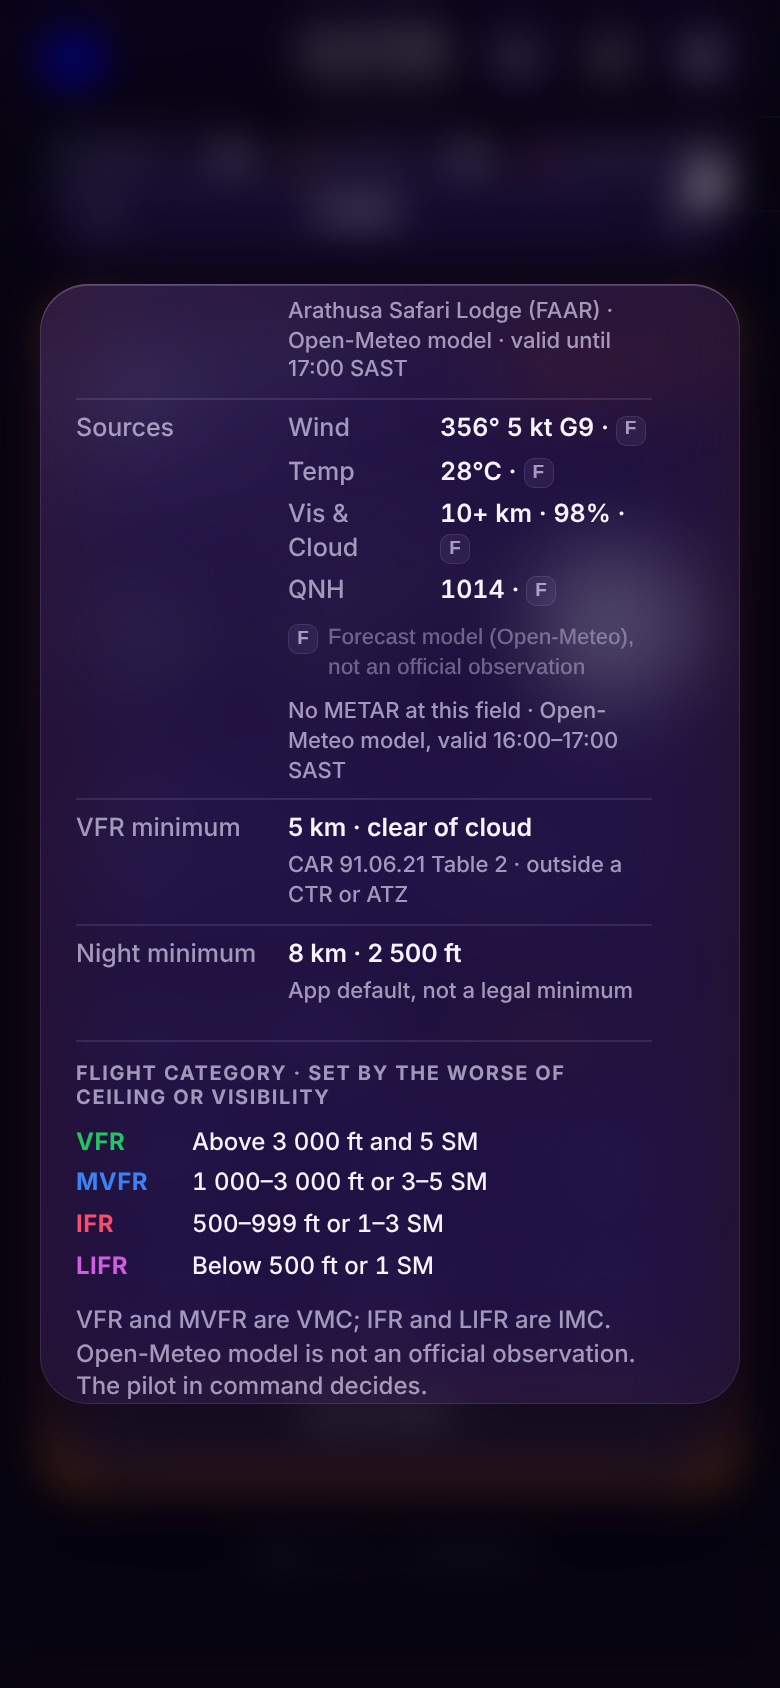 Arathusa Safari Lodge (FAAR) ·
Open-Meteo model · valid until
17:00 SAST
Sources
Wind 356° 5 kt G9 · F
Temp 28°C · F
Vis & Cloud 10+ km · 98% · F
QNH 1014 · F
F Forecast model (Open-Meteo),
not an official observation
No METAR at this field · Open-
Meteo model, valid 16:00–17:00
SAST
VFR minimum 5 km · clear of cloud
CAR 91.06.21 Table 2 · outside a
CTR or ATZ
Night minimum 8 km · 2 500 ft
App default, not a legal minimum
FLIGHT CATEGORY · SET BY THE WORSE OF
CEILING OR VISIBILITY
VFR Above 3 000 ft and 5 SM
MVFR 1 000–3 000 ft or 3–5 SM
IFR 500–999 ft or 1–3 SM
LIFR Below 500 ft or 1 SM
VFR and MVFR are VMC; IFR and LIFR are IMC.
Open-Meteo model is not an official observation.
The pilot in command decides.